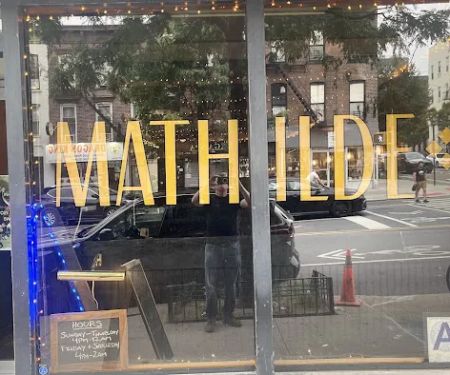 MATHILDE
HOURS
SUNDAY-THURSDAY
4PM-12AM
FRIDAY + SATURDAY
4PM-2AM
A